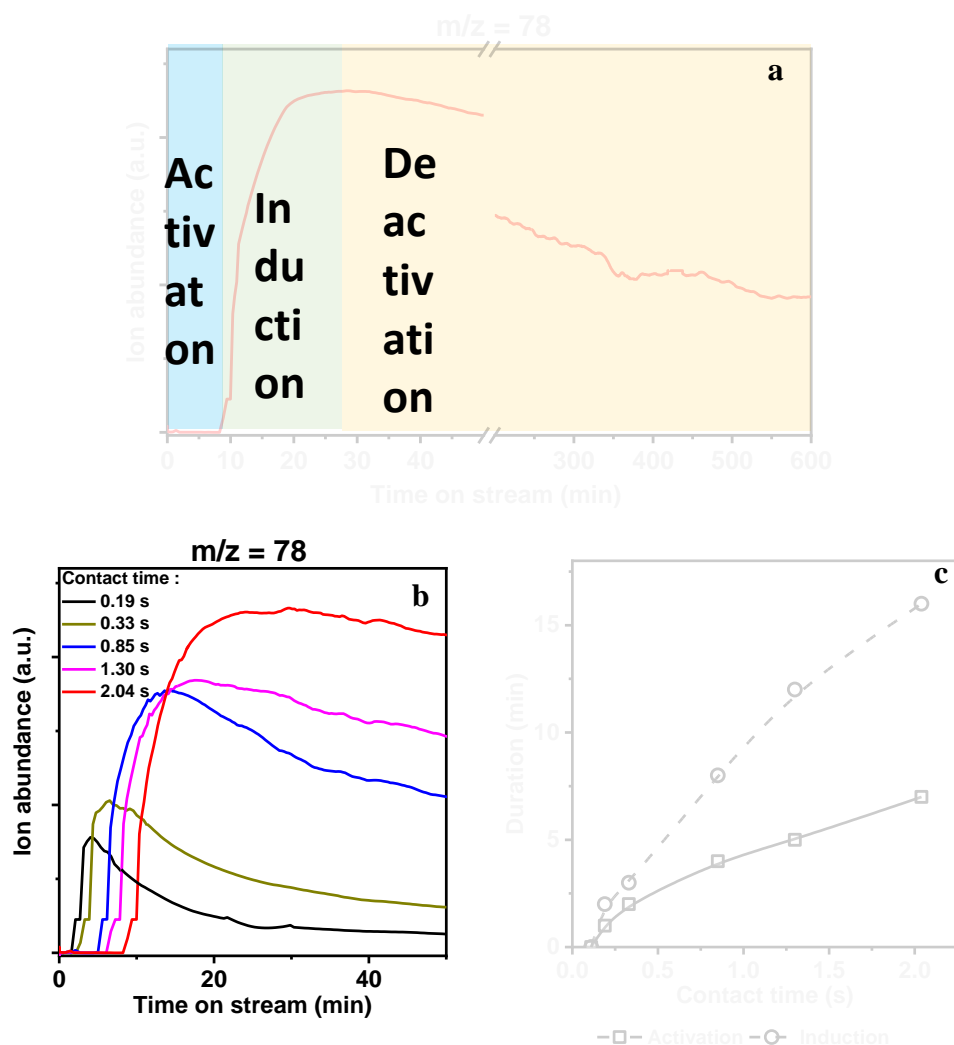 m/z = 78
a
Ion abundance (a.u.)
Ac
tiv
at
on
In
du
cti
on
De
ac
tiv
ati
on
0 10 20 30 40 300 400 500 600
Time on stream (min)
m/z = 78
b
Contact time :
0.19 s
0.33 s
0.85 s
1.30 s
2.04 s
Ion abundance (a.u.)
0 20 40
Time on stream (min)
c
Duration (min)
15
10
5
0
0.0 0.5 1.0 1.5 2.0
Contact time (s)
Activation Induction